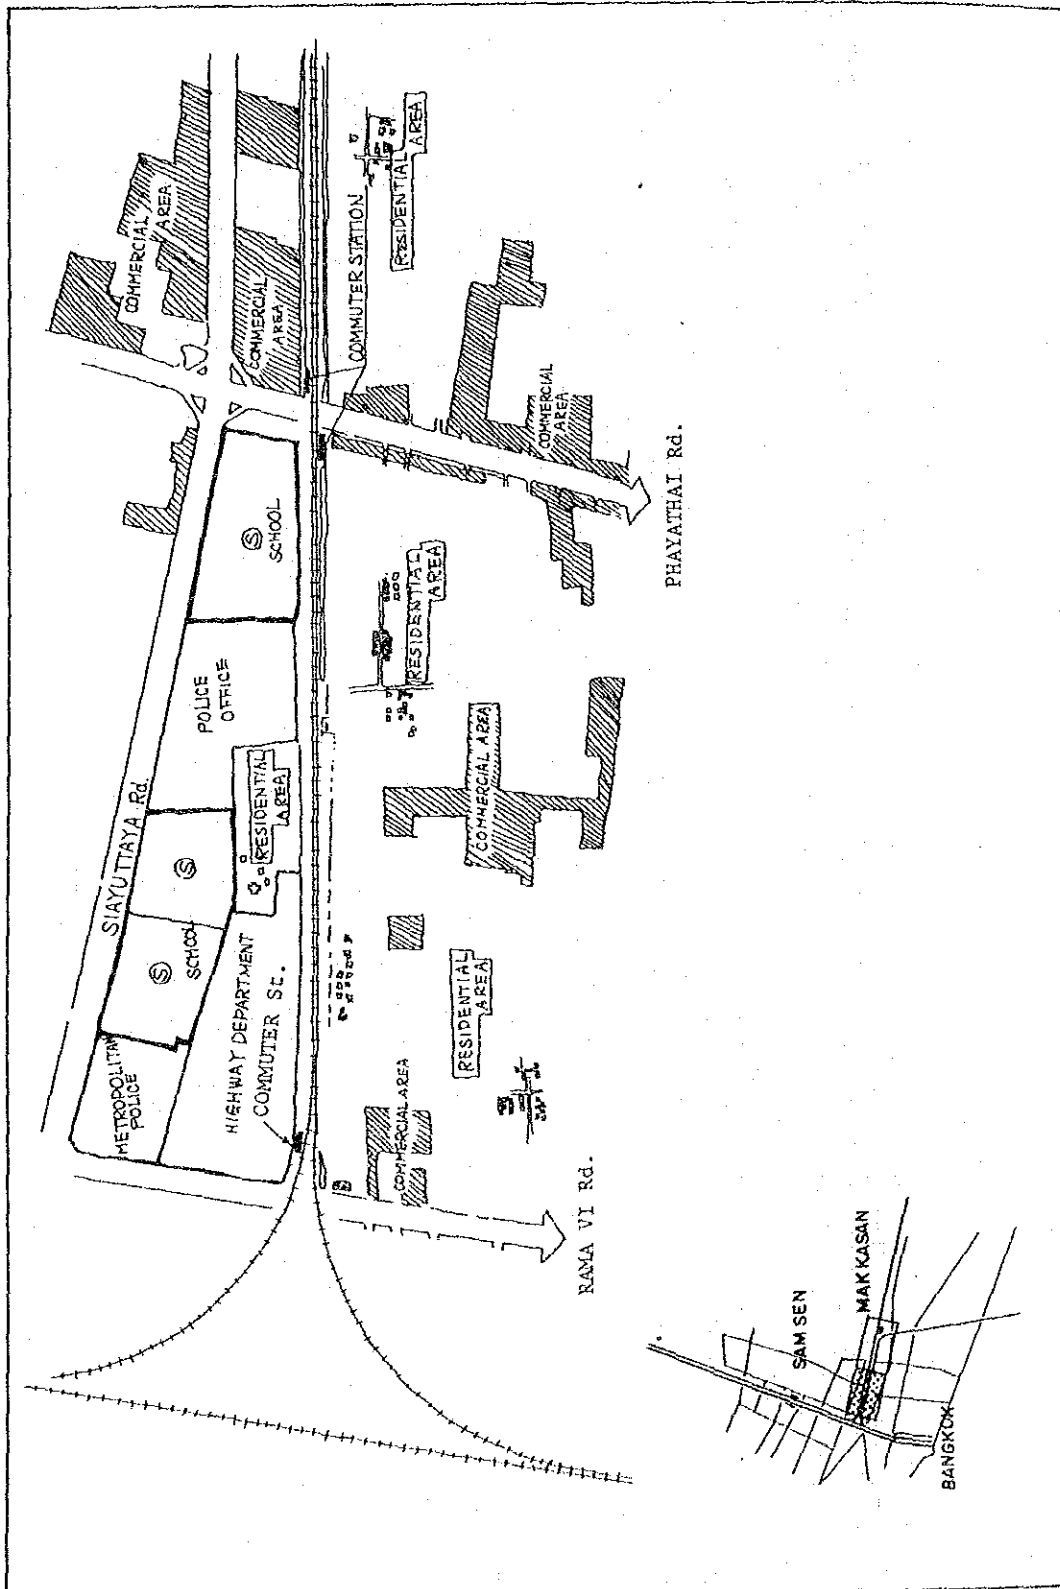 COMMERCIAL
AREA
COMMERCIAL
AREA
COMMUTER STATION
RESIDENTIAL
AREA
COMMERCIAL
AREA
PHAYATHAI Rd.
Ⓢ
SCHOOL
POLICE
OFFICE
RESIDENTIAL
AREA
RESIDENTIAL
AREA
COMMERCIAL AREA
SIAYUTTAYA Rd.
Ⓢ
Ⓢ
SCHOOL
METROPOLITAN
POLICE
HIGHWAY DEPARTMENT
COMMUTER St.
RESIDENTIAL
AREA
COMMERCIAL AREA
RAMA VI Rd.
SAMSEN
MAKKASAN
BANGKOK